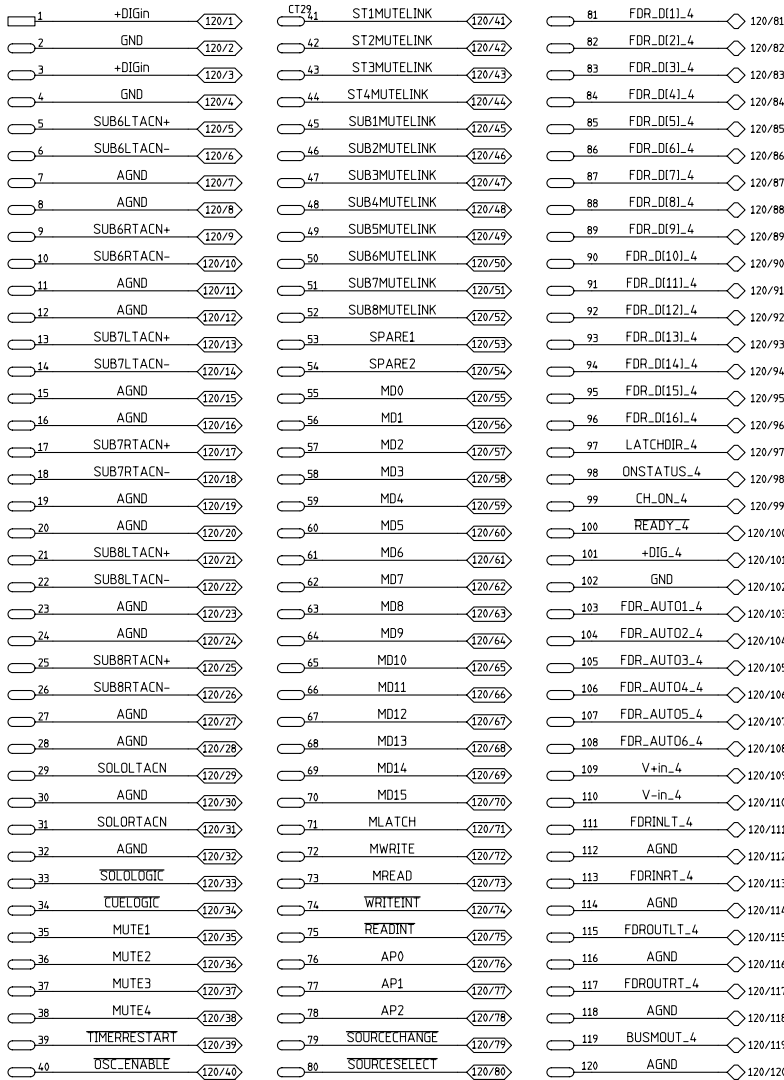 1 +DIGin 120/1
2 GND 120/2
3 +DIGin 120/3
4 GND 120/4
5 SUB6LTACN+ 120/5
6 SUB6LTACN- 120/6
7 AGND 120/7
8 AGND 120/8
9 SUB6RTACN+ 120/9
10 SUB6RTACN- 120/10
11 AGND 120/11
12 AGND 120/12
13 SUB7LTACN+ 120/13
14 SUB7LTACN- 120/14
15 AGND 120/15
16 AGND 120/16
17 SUB7RTACN+ 120/17
18 SUB7RTACN- 120/18
19 AGND 120/19
20 AGND 120/20
21 SUB8LTACN+ 120/21
22 SUB8LTACN- 120/22
23 AGND 120/23
24 AGND 120/24
25 SUB8RTACN+ 120/25
26 SUB8RTACN- 120/26
27 AGND 120/27
28 AGND 120/28
29 SOLOLTACN 120/29
30 AGND 120/30
31 SOLORTACN 120/31
32 AGND 120/32
33 SOLOLOGIC 120/33
34 CUELOGIC 120/34
35 MUTE1 120/35
36 MUTE2 120/36
37 MUTE3 120/37
38 MUTE4 120/38
39 TIMERRESTART 120/39
40 OSC_ENABLE 120/40
CT29
41 ST1MUTELINK 120/41
42 ST2MUTELINK 120/42
43 ST3MUTELINK 120/43
44 ST4MUTELINK 120/44
45 SUB1MUTELINK 120/45
46 SUB2MUTELINK 120/46
47 SUB3MUTELINK 120/47
48 SUB4MUTELINK 120/48
49 SUB5MUTELINK 120/49
50 SUB6MUTELINK 120/50
51 SUB7MUTELINK 120/51
52 SUB8MUTELINK 120/52
53 SPARE1 120/53
54 SPARE2 120/54
55 MD0 120/55
56 MD1 120/56
57 MD2 120/57
58 MD3 120/58
59 MD4 120/59
60 MD5 120/60
61 MD6 120/61
62 MD7 120/62
63 MD8 120/63
64 MD9 120/64
65 MD10 120/65
66 MD11 120/66
67 MD12 120/67
68 MD13 120/68
69 MD14 120/69
70 MD15 120/70
71 MLATCH 120/71
72 MWRITE 120/72
73 MREAD 120/73
74 WRITEINT 120/74
75 READINT 120/75
76 AP0 120/76
77 AP1 120/77
78 AP2 120/78
79 SOURCECHANGE 120/79
80 SOURCESELECT 120/80
81 FDR_D[1]_4 120/81
82 FDR_D[2]_4 120/82
83 FDR_D[3]_4 120/83
84 FDR_D[4]_4 120/84
85 FDR_D[5]_4 120/85
86 FDR_D[6]_4 120/86
87 FDR_D[7]_4 120/87
88 FDR_D[8]_4 120/88
89 FDR_D[9]_4 120/89
90 FDR_D[10]_4 120/90
91 FDR_D[11]_4 120/91
92 FDR_D[12]_4 120/92
93 FDR_D[13]_4 120/93
94 FDR_D[14]_4 120/94
95 FDR_D[15]_4 120/95
96 FDR_D[16]_4 120/96
97 LATCHDIR_4 120/97
98 ONSTATUS_4 120/98
99 CH_ON_4 120/99
100 READY_4 120/100
101 +DIG_4 120/101
102 GND 120/102
103 FDR_AUTO1_4 120/103
104 FDR_AUTO2_4 120/104
105 FDR_AUTO3_4 120/105
106 FDR_AUTO4_4 120/106
107 FDR_AUTO5_4 120/107
108 FDR_AUTO6_4 120/108
109 V+in_4 120/109
110 V-in_4 120/110
111 FDRINLT_4 120/111
112 AGND 120/112
113 FDRINRT_4 120/113
114 AGND 120/114
115 FDROUTLT_4 120/115
116 AGND 120/116
117 FDROUTRT_4 120/117
118 AGND 120/118
119 BUSMOUT_4 120/119
120 AGND 120/120